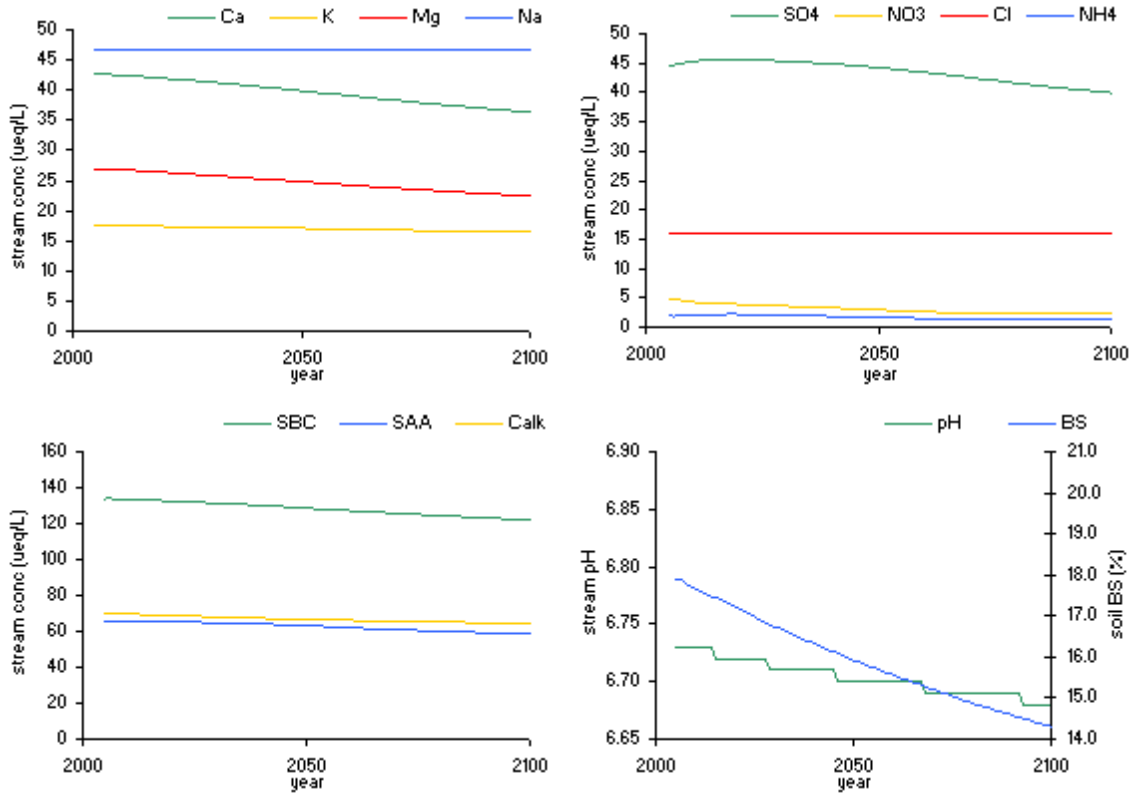 Ca K Mg Na
50
45
40
35
30
25
20
15
10
5
0
stream conc (ueq/L)
2000 2050 2100
year
SO4 NO3 Cl NH4
50
45
40
35
30
25
20
15
10
5
0
stream conc (ueq/L)
2000 2050 2100
year
SBC SAA Calk
160
140
120
100
80
60
40
20
0
stream conc (ueq/L)
2000 2050 2100
year
pH BS
6.90
6.85
6.80
6.75
6.70
6.65
stream pH
21.0
20.0
19.0
18.0
17.0
16.0
15.0
14.0
soil BS (%)
2000 2050 2100
year